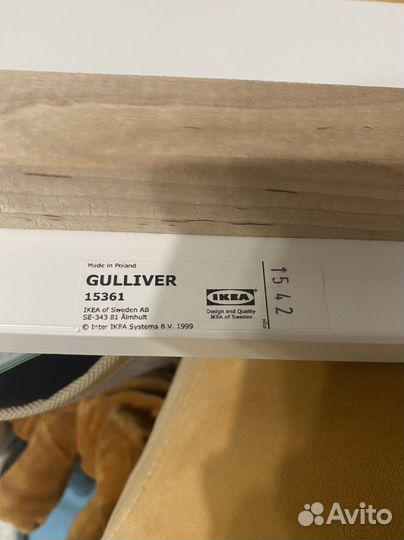 Made in Poland
GULLIVER
15361
IKEA of Sweden AB
SE-343 81 Älmhult
© Inter IKEA Systems B.V. 1999
IKEA
Design and Quality
IKEA of Sweden
1542
Avito